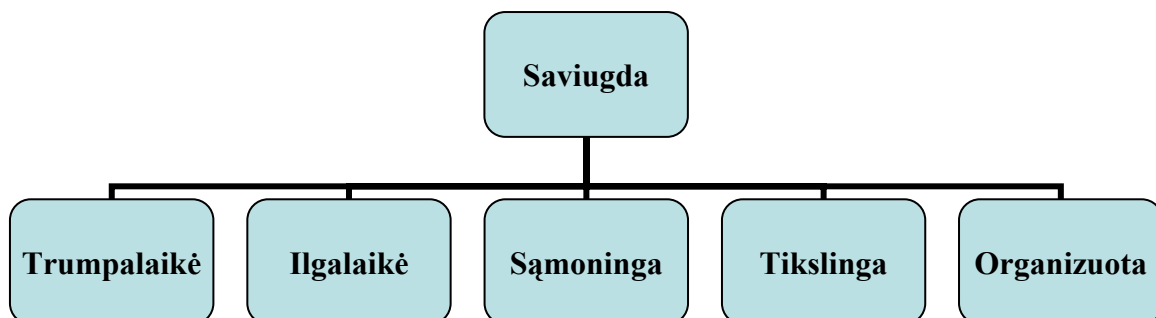 Saviugda
Trumpalaikė
Ilgalaikė
Sąmoninga
Tikslinga
Organizuota